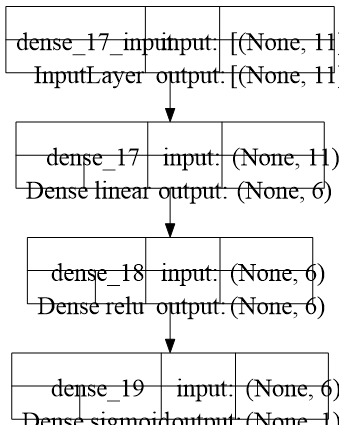 dense_17_input input: [(None, 11)]
InputLayer output: [(None, 11)]
dense_17 input: (None, 11)
Dense linear output: (None, 6)
dense_18 input: (None, 6)
Dense relu output: (None, 6)
dense_19 input: (None, 6)
Dense sigmoid output: (None, 1)